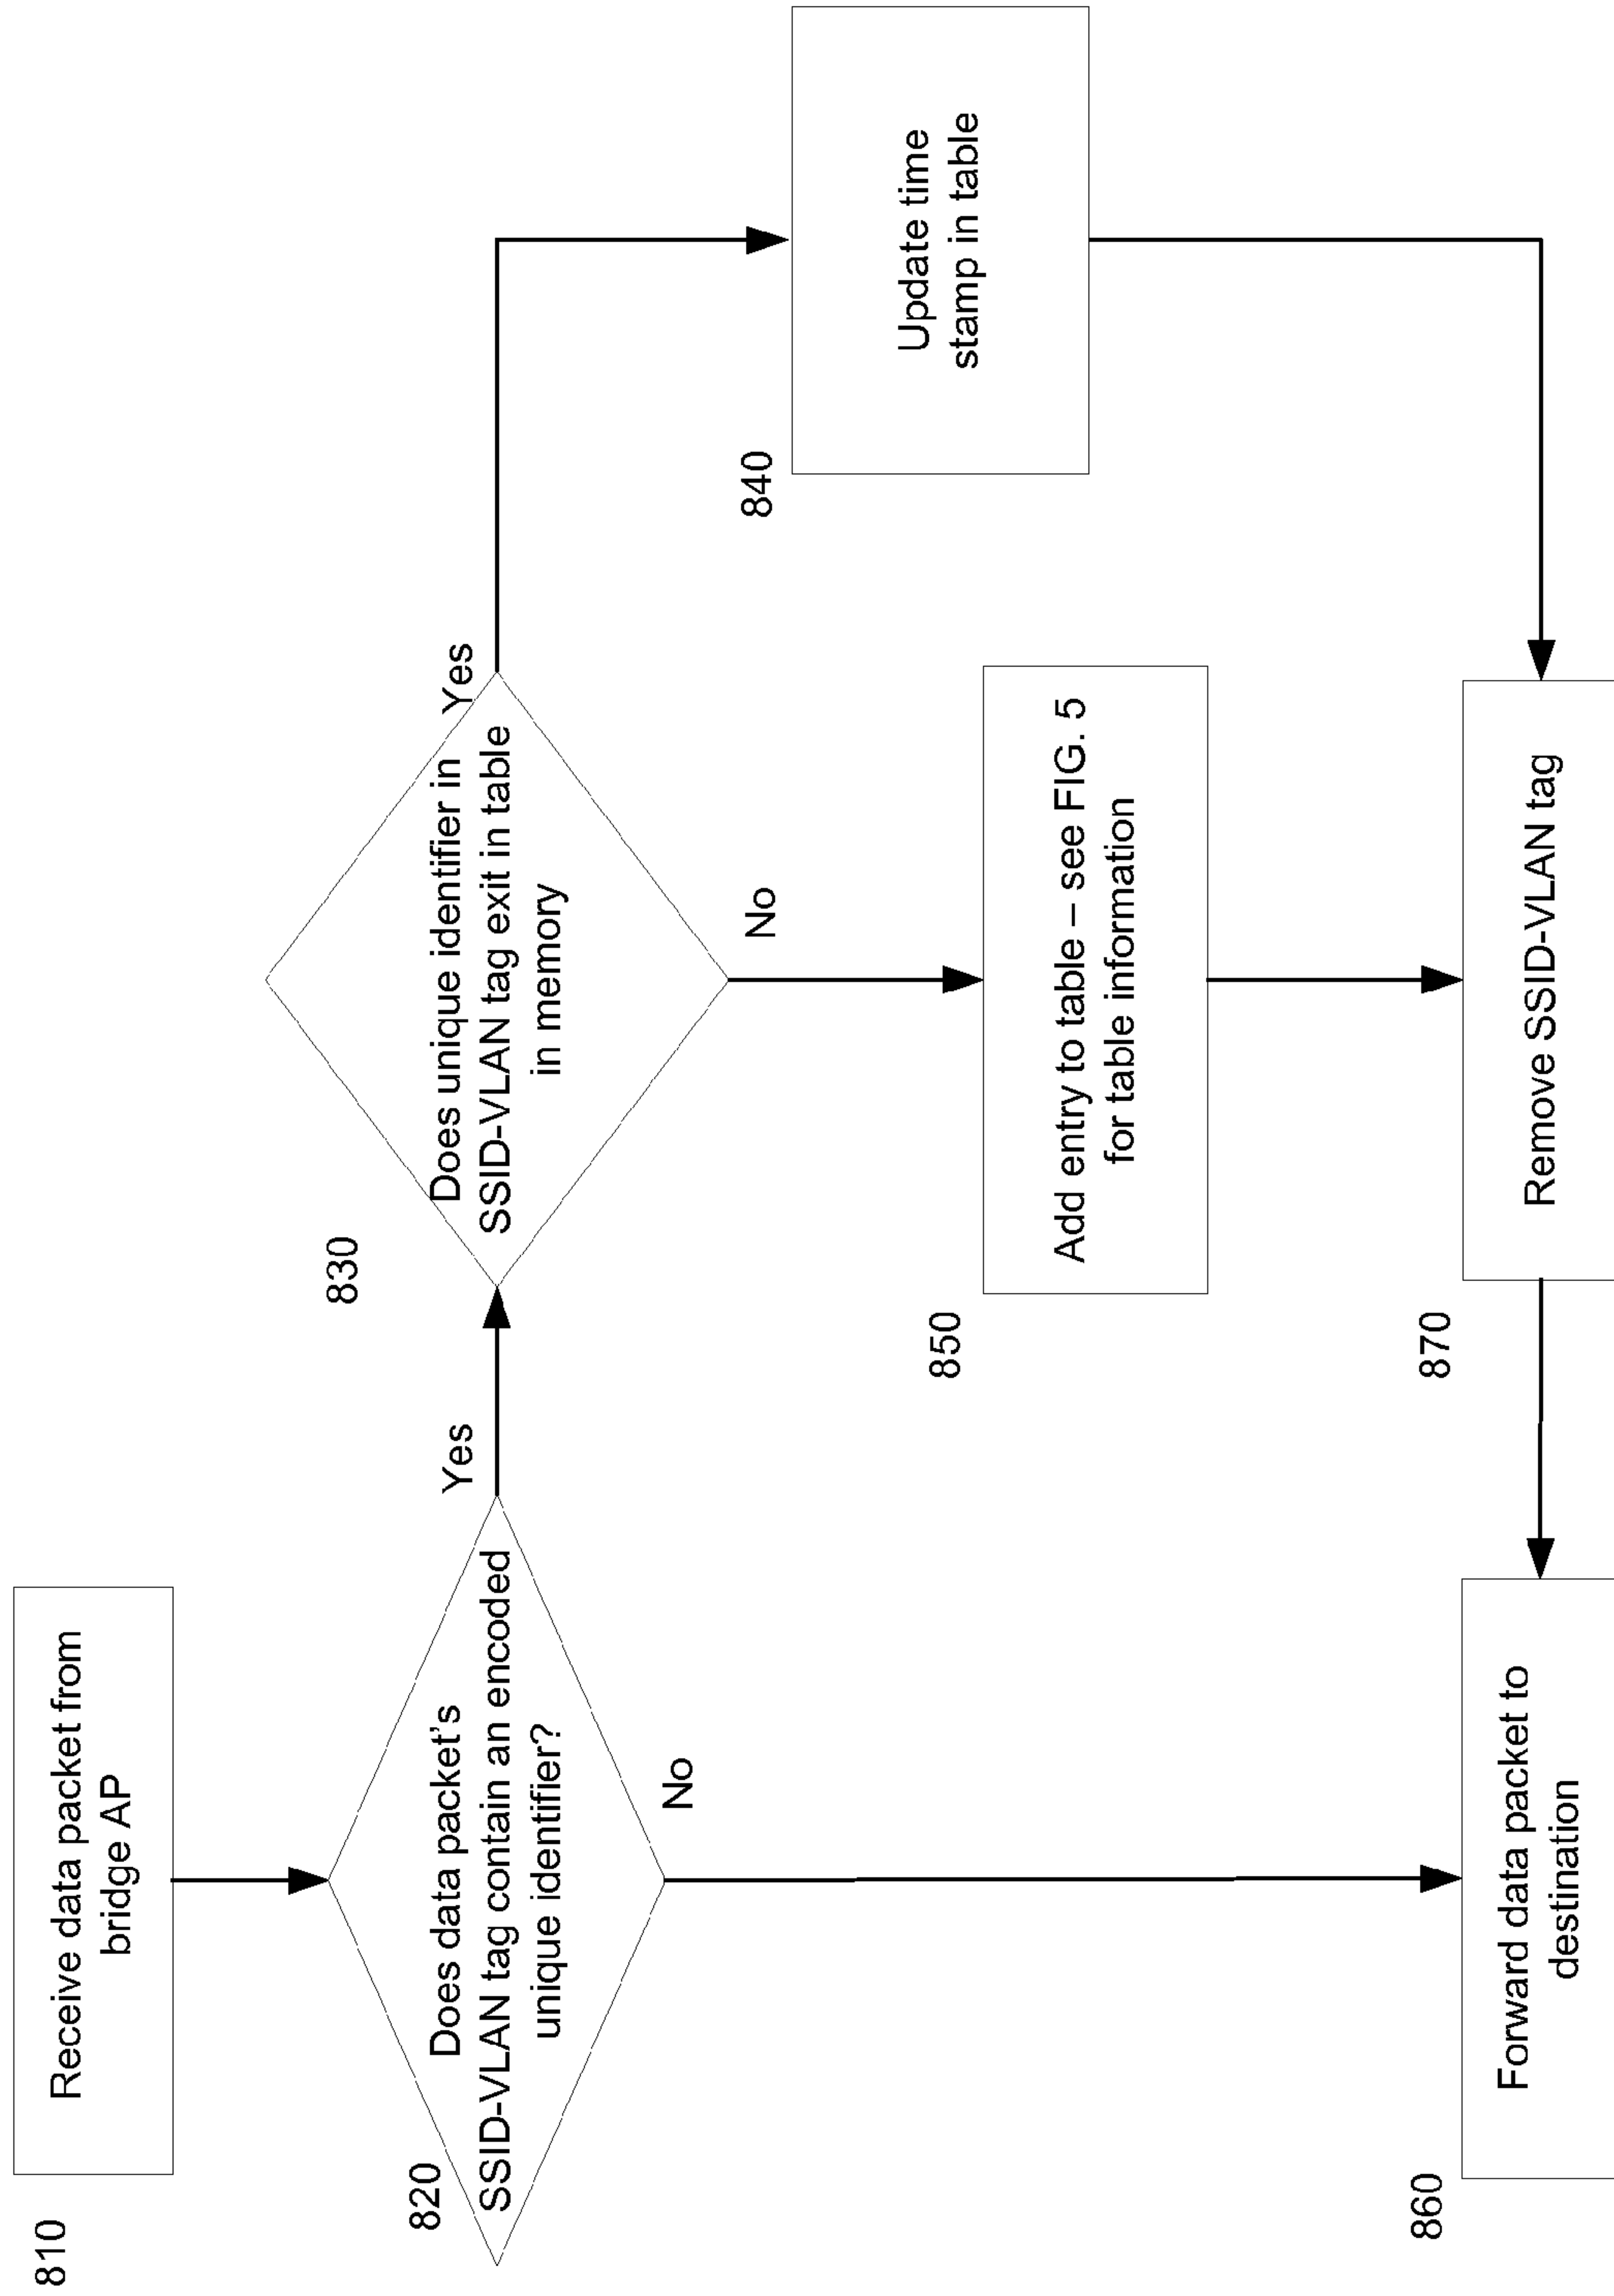 810
Receive data packet from
bridge AP
820
Does data packet's
SSID-VLAN tag contain an encoded
unique identifier?
Yes
No
830
Does unique identifier in
SSID-VLAN tag exit in table
in memory
Yes
No
840
Update time
stamp in table
850
Add entry to table – see FIG. 5
for table information
860
Forward data packet to
destination
870
Remove SSID-VLAN tag